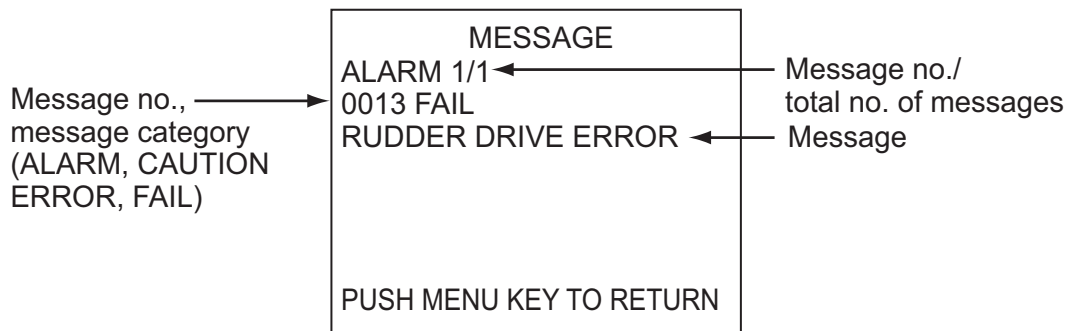 MESSAGE
ALARM 1/1
0013 FAIL
RUDDER DRIVE ERROR
PUSH MENU KEY TO RETURN
Message no.,
message category
(ALARM, CAUTION
ERROR, FAIL)
Message no./
total no. of messages
Message